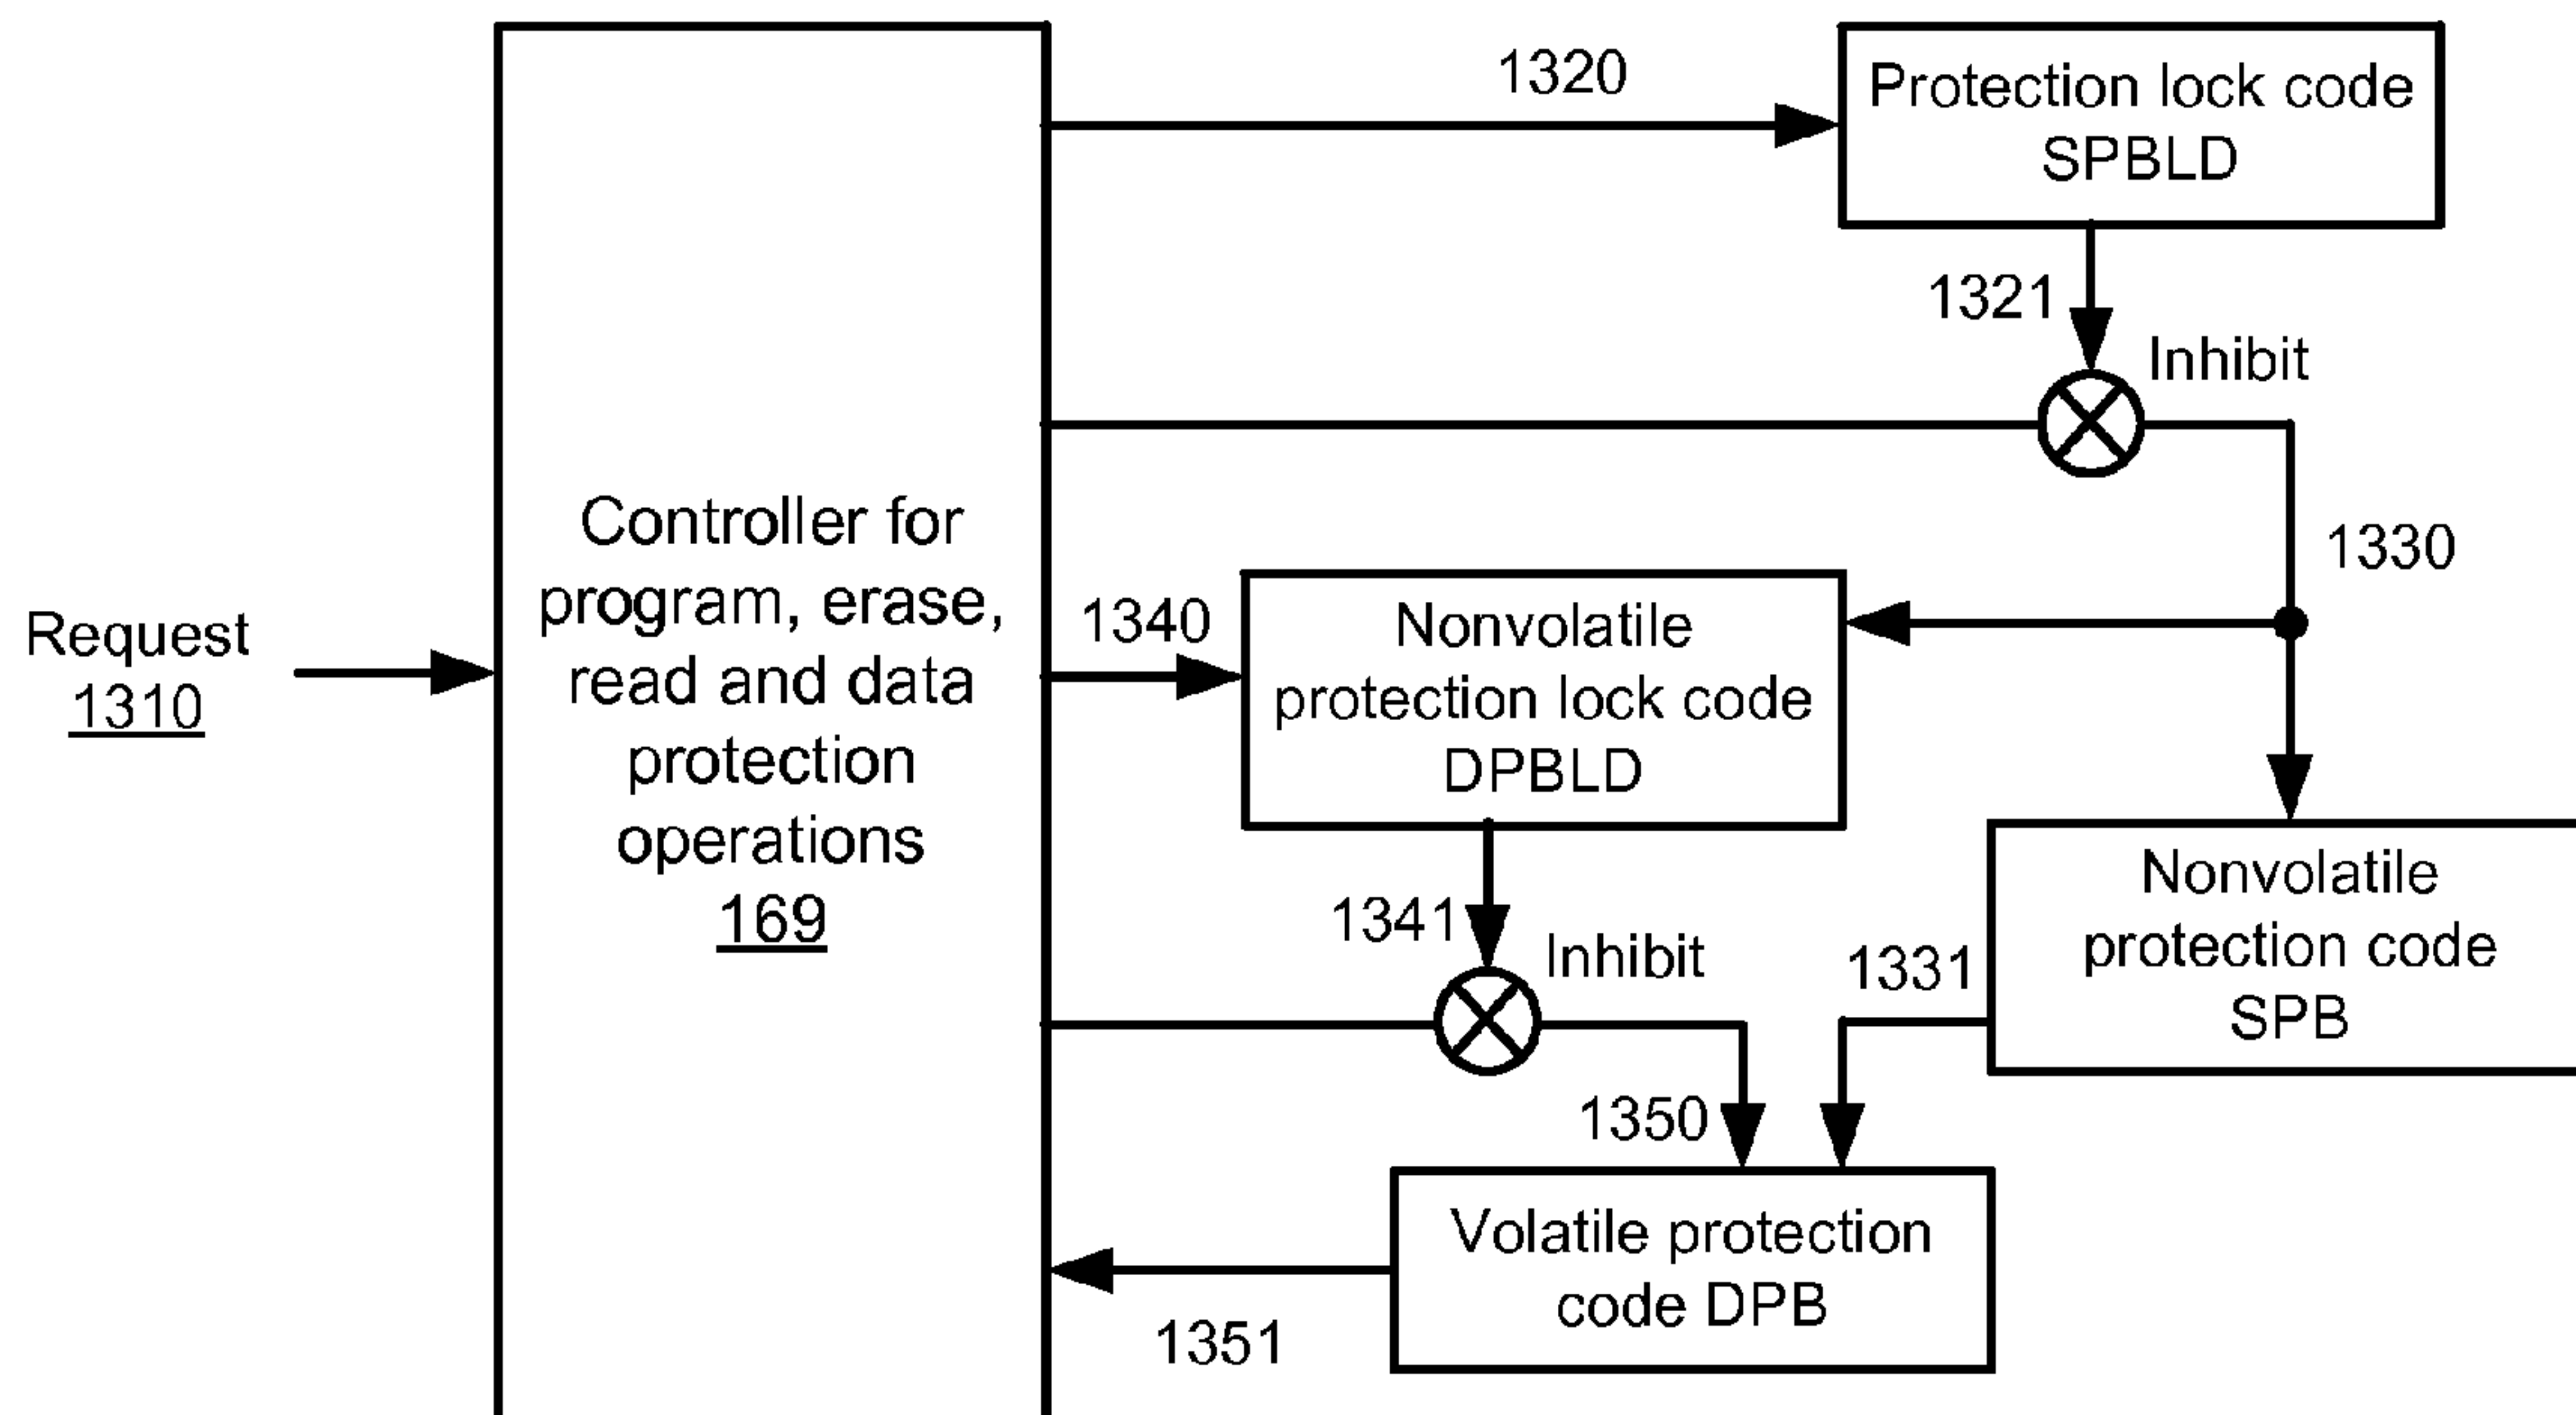 Request
1310
Controller for
program, erase,
read and data
protection
operations
169
1320
Protection lock code
SPBLD
1321
Inhibit
1330
1340
Nonvolatile
protection lock code
DPBLD
1341
Inhibit
1331
Nonvolatile
protection code
SPB
1350
Volatile protection
code DPB
1351